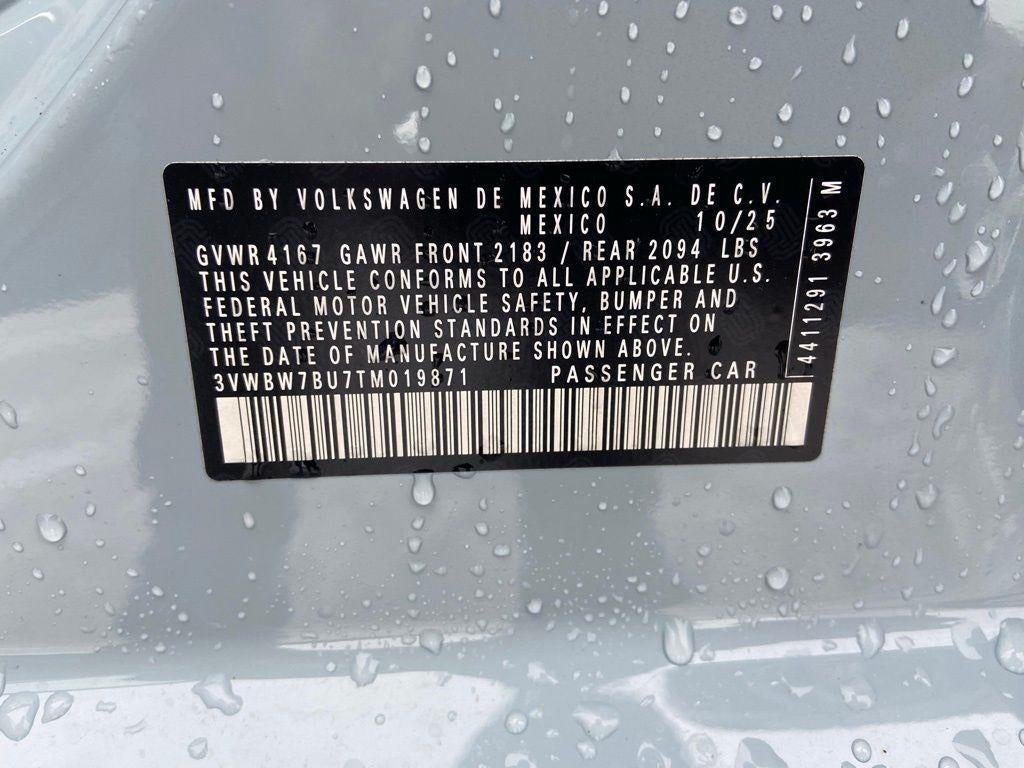 MFD BY VOLKSWAGEN DE MEXICO S.A. DE C.V.
MEXICO 10/25
GVWR 4167 GAWR FRONT 2183 / REAR 2094 LBS
THIS VEHICLE CONFORMS TO ALL APPLICABLE U.S.
FEDERAL MOTOR VEHICLE SAFETY, BUMPER AND
THEFT PREVENTION STANDARDS IN EFFECT ON
THE DATE OF MANUFACTURE SHOWN ABOVE.
3VWBW7BU7TM019871 PASSENGER CAR
4411291 3963 M